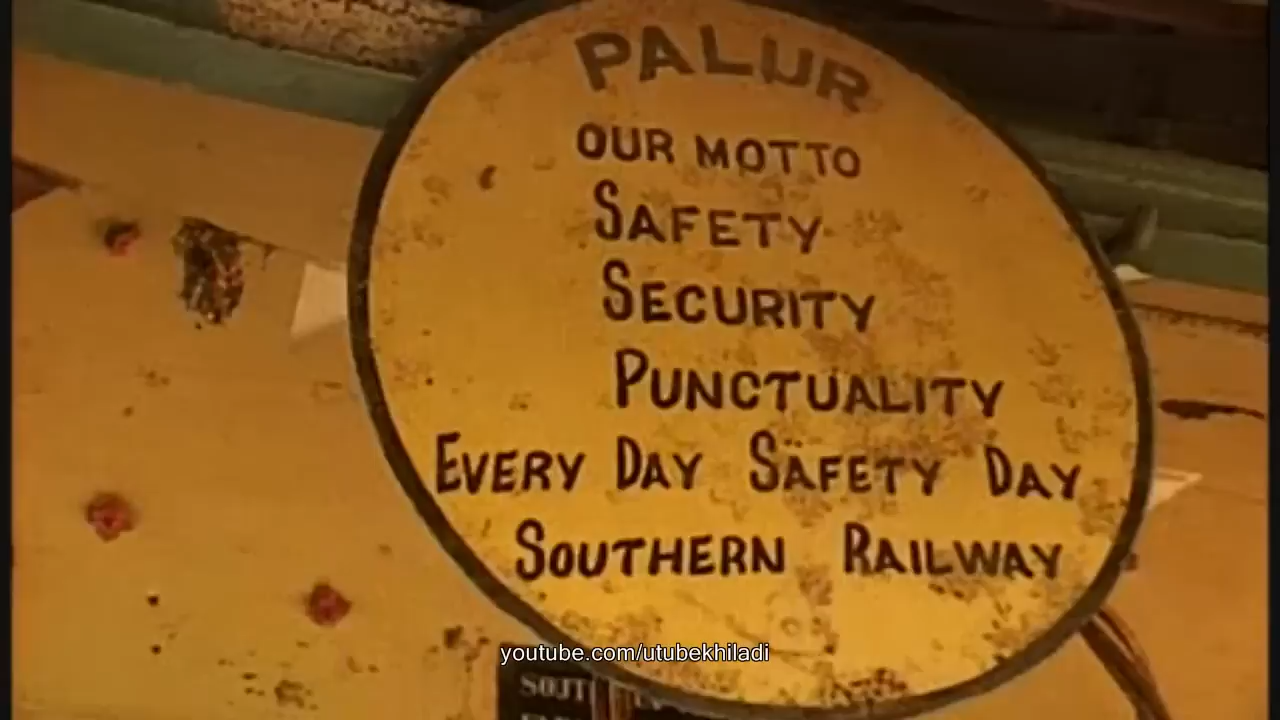 PALUR
OUR MOTTO
SAFETY
SECURITY
PUNCTUALITY
EVERY DAY SAFETY DAY
SOUTHERN RAILWAY
youtube.com/utubekhiladi